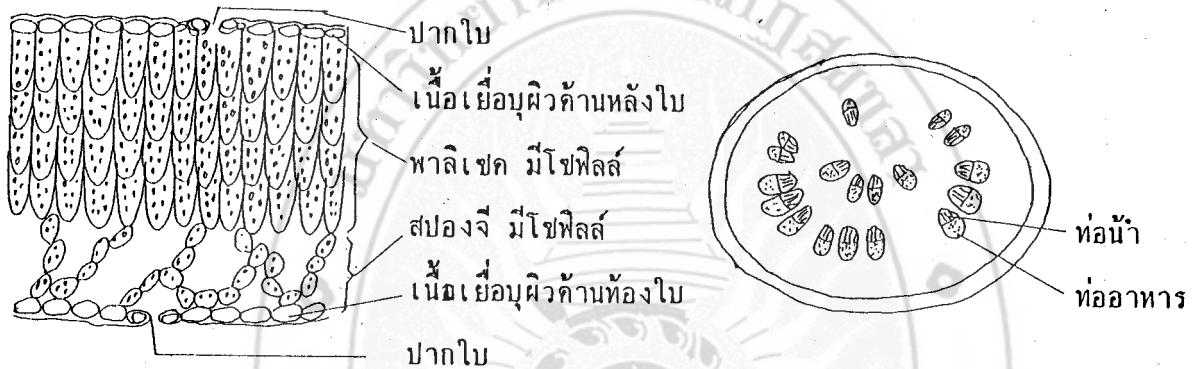 ปากใบ
เนื้อเยื่อบุผิวด้านหลังใบ
พาลิเซด มีโซฟิลล์
สปองจี มีโซฟิลล์
เนื้อเยื่อบุผิวด้านท้องใบ
ปากใบ
ท่อน้ำ
ท่ออาหาร